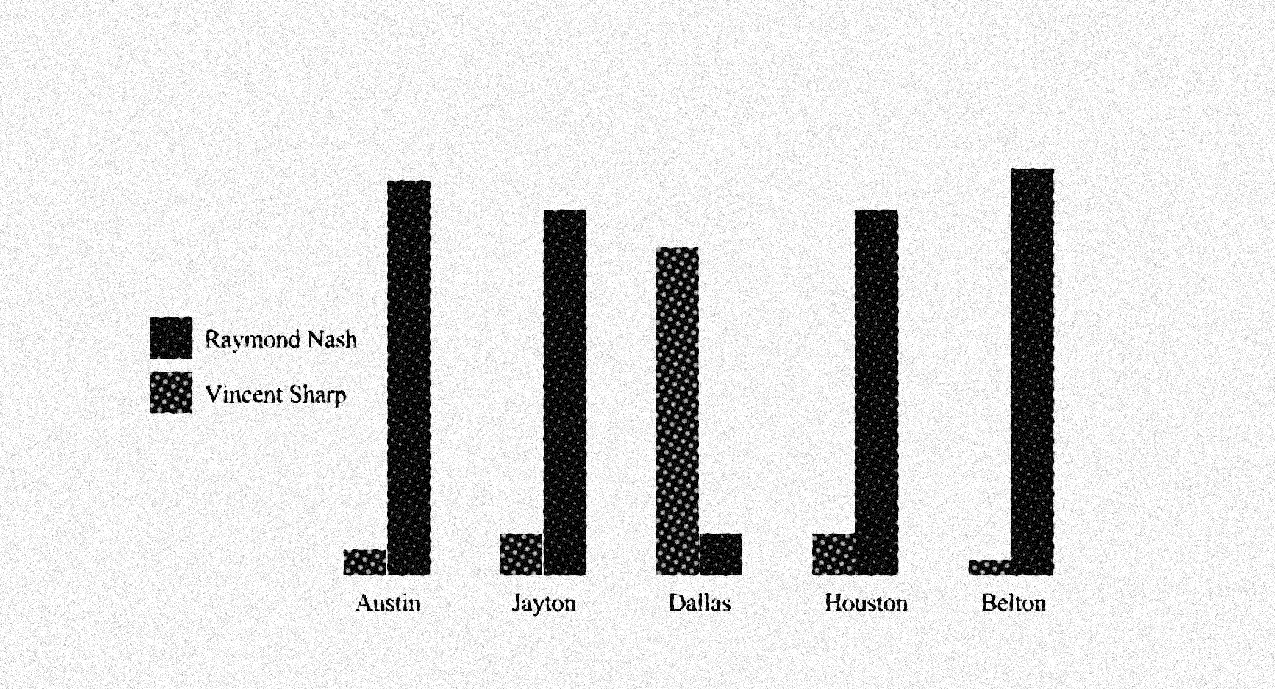 Raymond Nash
Vincent Sharp
Austin
Jayton
Dallas
Houston
Belton